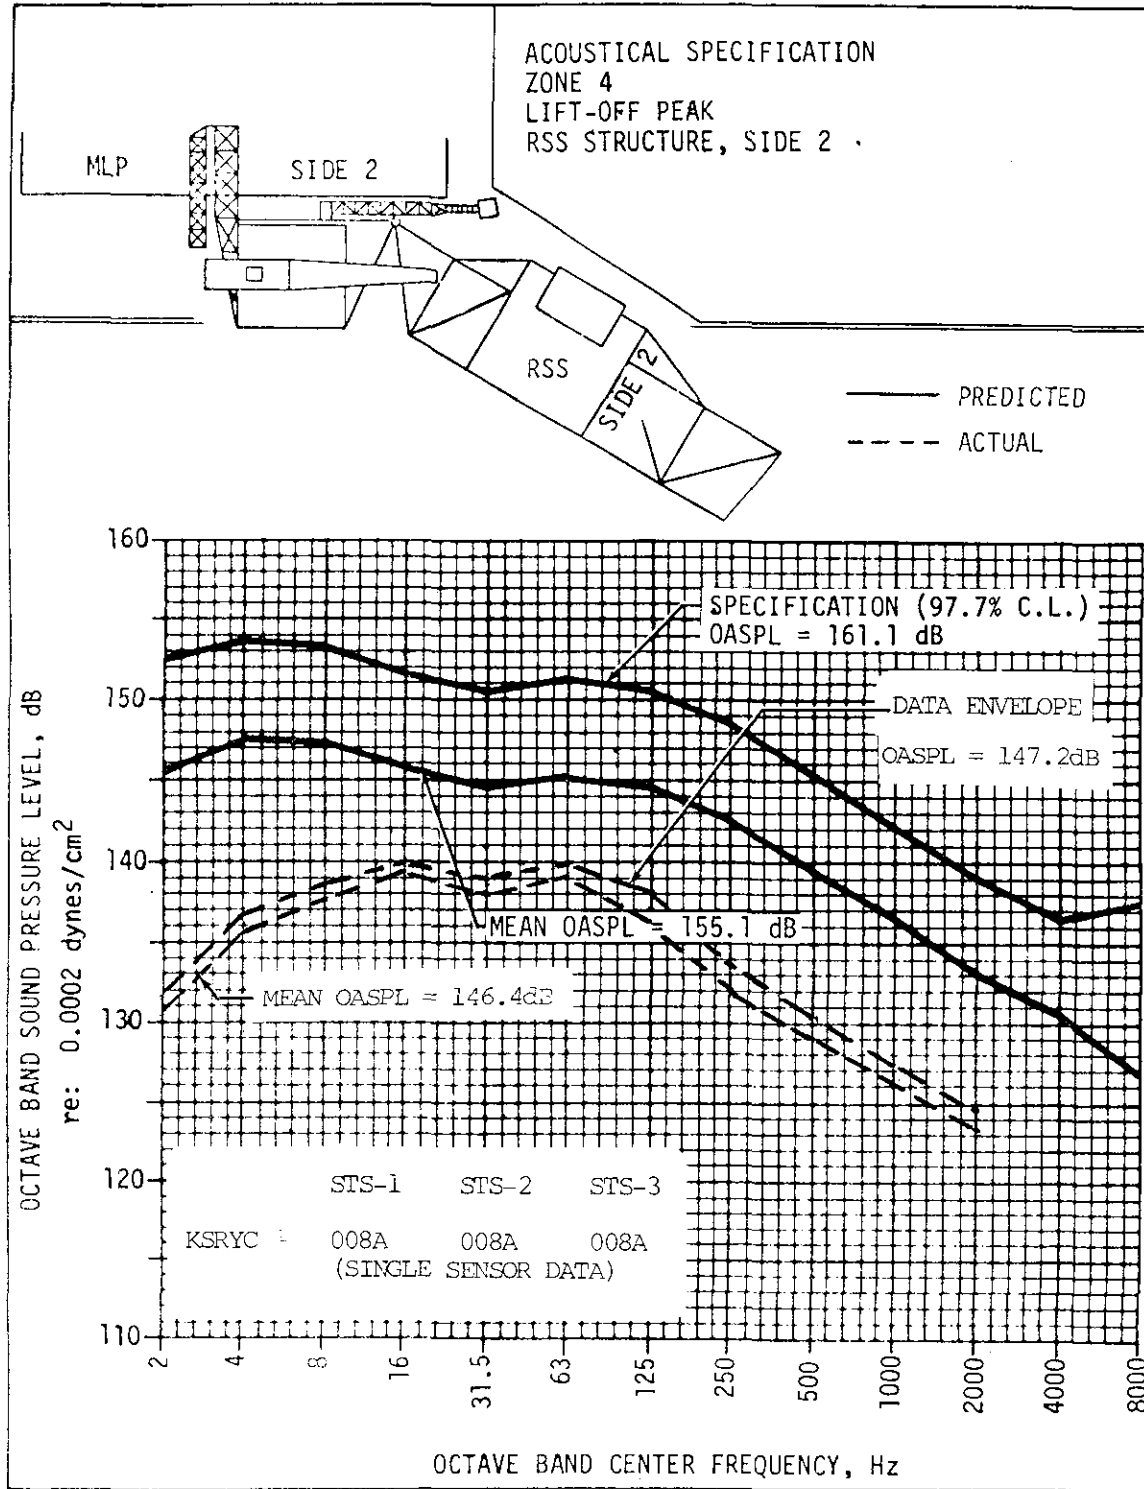 ACOUSTICAL SPECIFICATION
ZONE 4
LIFT-OFF PEAK
RSS STRUCTURE, SIDE 2
MLP
SIDE 2
RSS
SIDE 2
PREDICTED
ACTUAL
160
150
140
130
120
110
OCTAVE BAND SOUND PRESSURE LEVEL, dB
re: 0.0002 dynes/cm²
SPECIFICATION (97.7% C.L.)
OASPL = 161.1 dB
DATA ENVELOPE
OASPL = 147.2dB
MEAN OASPL = 155.1 dB
MEAN OASPL = 146.4dB
STS-1 STS-2 STS-3
KSRYC - 008A 008A 008A
(SINGLE SENSOR DATA)
2 4 8 16 31.5 63 125 250 500 1000 2000 4000 8000
OCTAVE BAND CENTER FREQUENCY, Hz